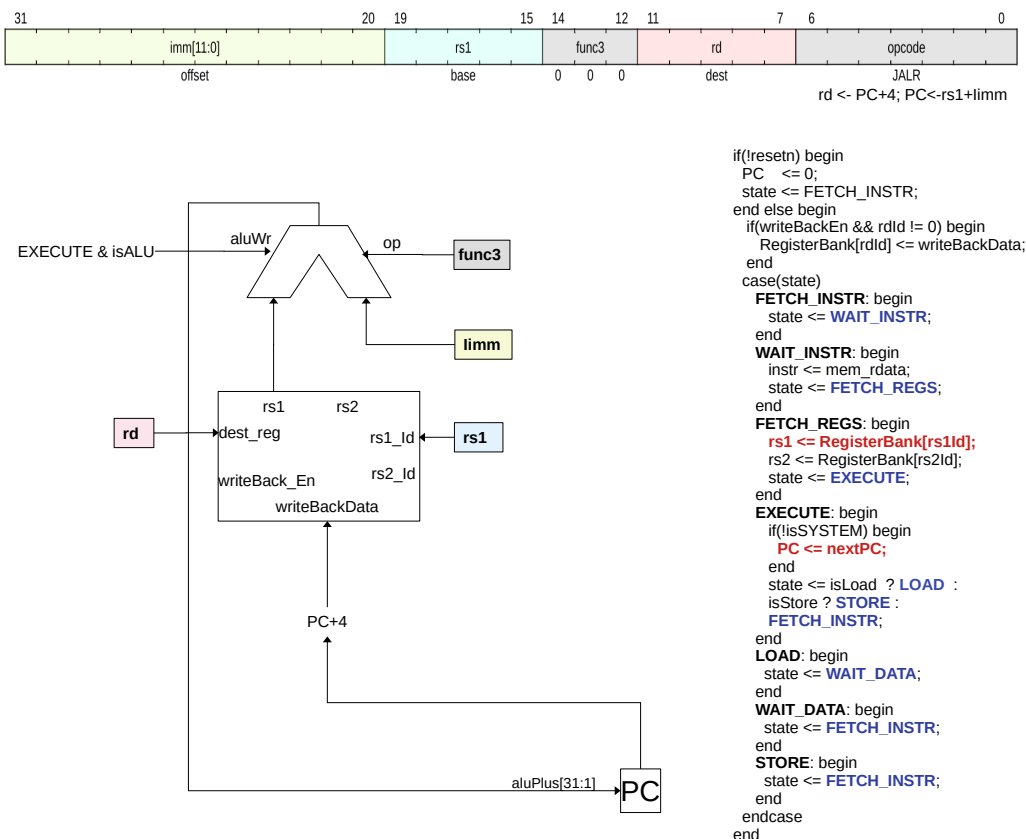 31 20 19 15 14 12 11 7 6 0
imm[11:0] rs1 func3 rd opcode
offset base 0 0 0 dest JALR
rd <- PC+4; PC<-rs1+Iimm
EXECUTE & isALU
aluWr
op
func3
Iimm
rs1 rs2
rd
dest_reg
rs1_Id
rs1
rs2_Id
writeBack_En
writeBackData
PC+4
aluPlus[31:1]
PC
if(!resetn) begin
PC <= 0;
state <= FETCH_INSTR;
end else begin
if(writeBackEn && rdId != 0) begin
RegisterBank[rdId] <= writeBackData;
end
case(state)
FETCH_INSTR: begin
state <= WAIT_INSTR;
end
WAIT_INSTR: begin
instr <= mem_rdata;
state <= FETCH_REGS;
end
FETCH_REGS: begin
rs1 <= RegisterBank[rs1Id];
rs2 <= RegisterBank[rs2Id];
state <= EXECUTE;
end
EXECUTE: begin
if(!isSYSTEM) begin
PC <= nextPC;
end
state <= isLoad ? LOAD :
isStore ? STORE :
FETCH_INSTR;
end
LOAD: begin
state <= WAIT_DATA;
end
WAIT_DATA: begin
state <= FETCH_INSTR;
end
STORE: begin
state <= FETCH_INSTR;
end
endcase
end